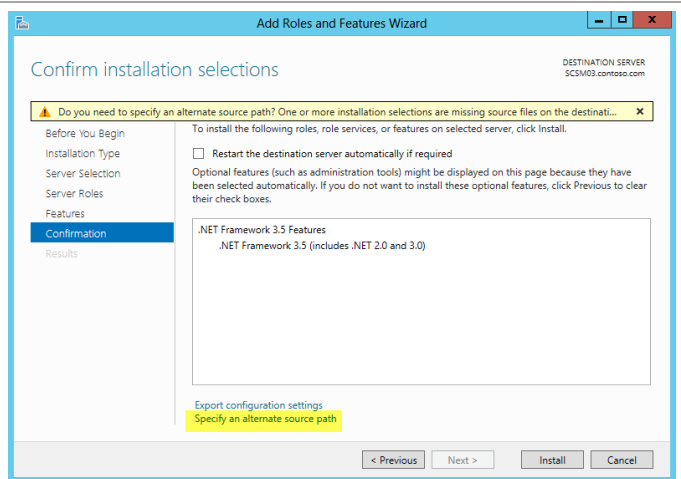 Add Roles and Features Wizard
Confirm installation selections
DESTINATION SERVER
SCSM03.contoso.com
Do you need to specify an alternate source path? One or more installation selections are missing source files on the destinati...
Before You Begin
Installation Type
Server Selection
Server Roles
Features
Confirmation
Results
To install the following roles, role services, or features on selected server, click Install.
Restart the destination server automatically if required
Optional features (such as administration tools) might be displayed on this page because they have
been selected automatically. If you do not want to install these optional features, click Previous to clear
their check boxes.
.NET Framework 3.5 Features
.NET Framework 3.5 (includes .NET 2.0 and 3.0)
Export configuration settings
Specify an alternate source path
< Previous
Next >
Install
Cancel